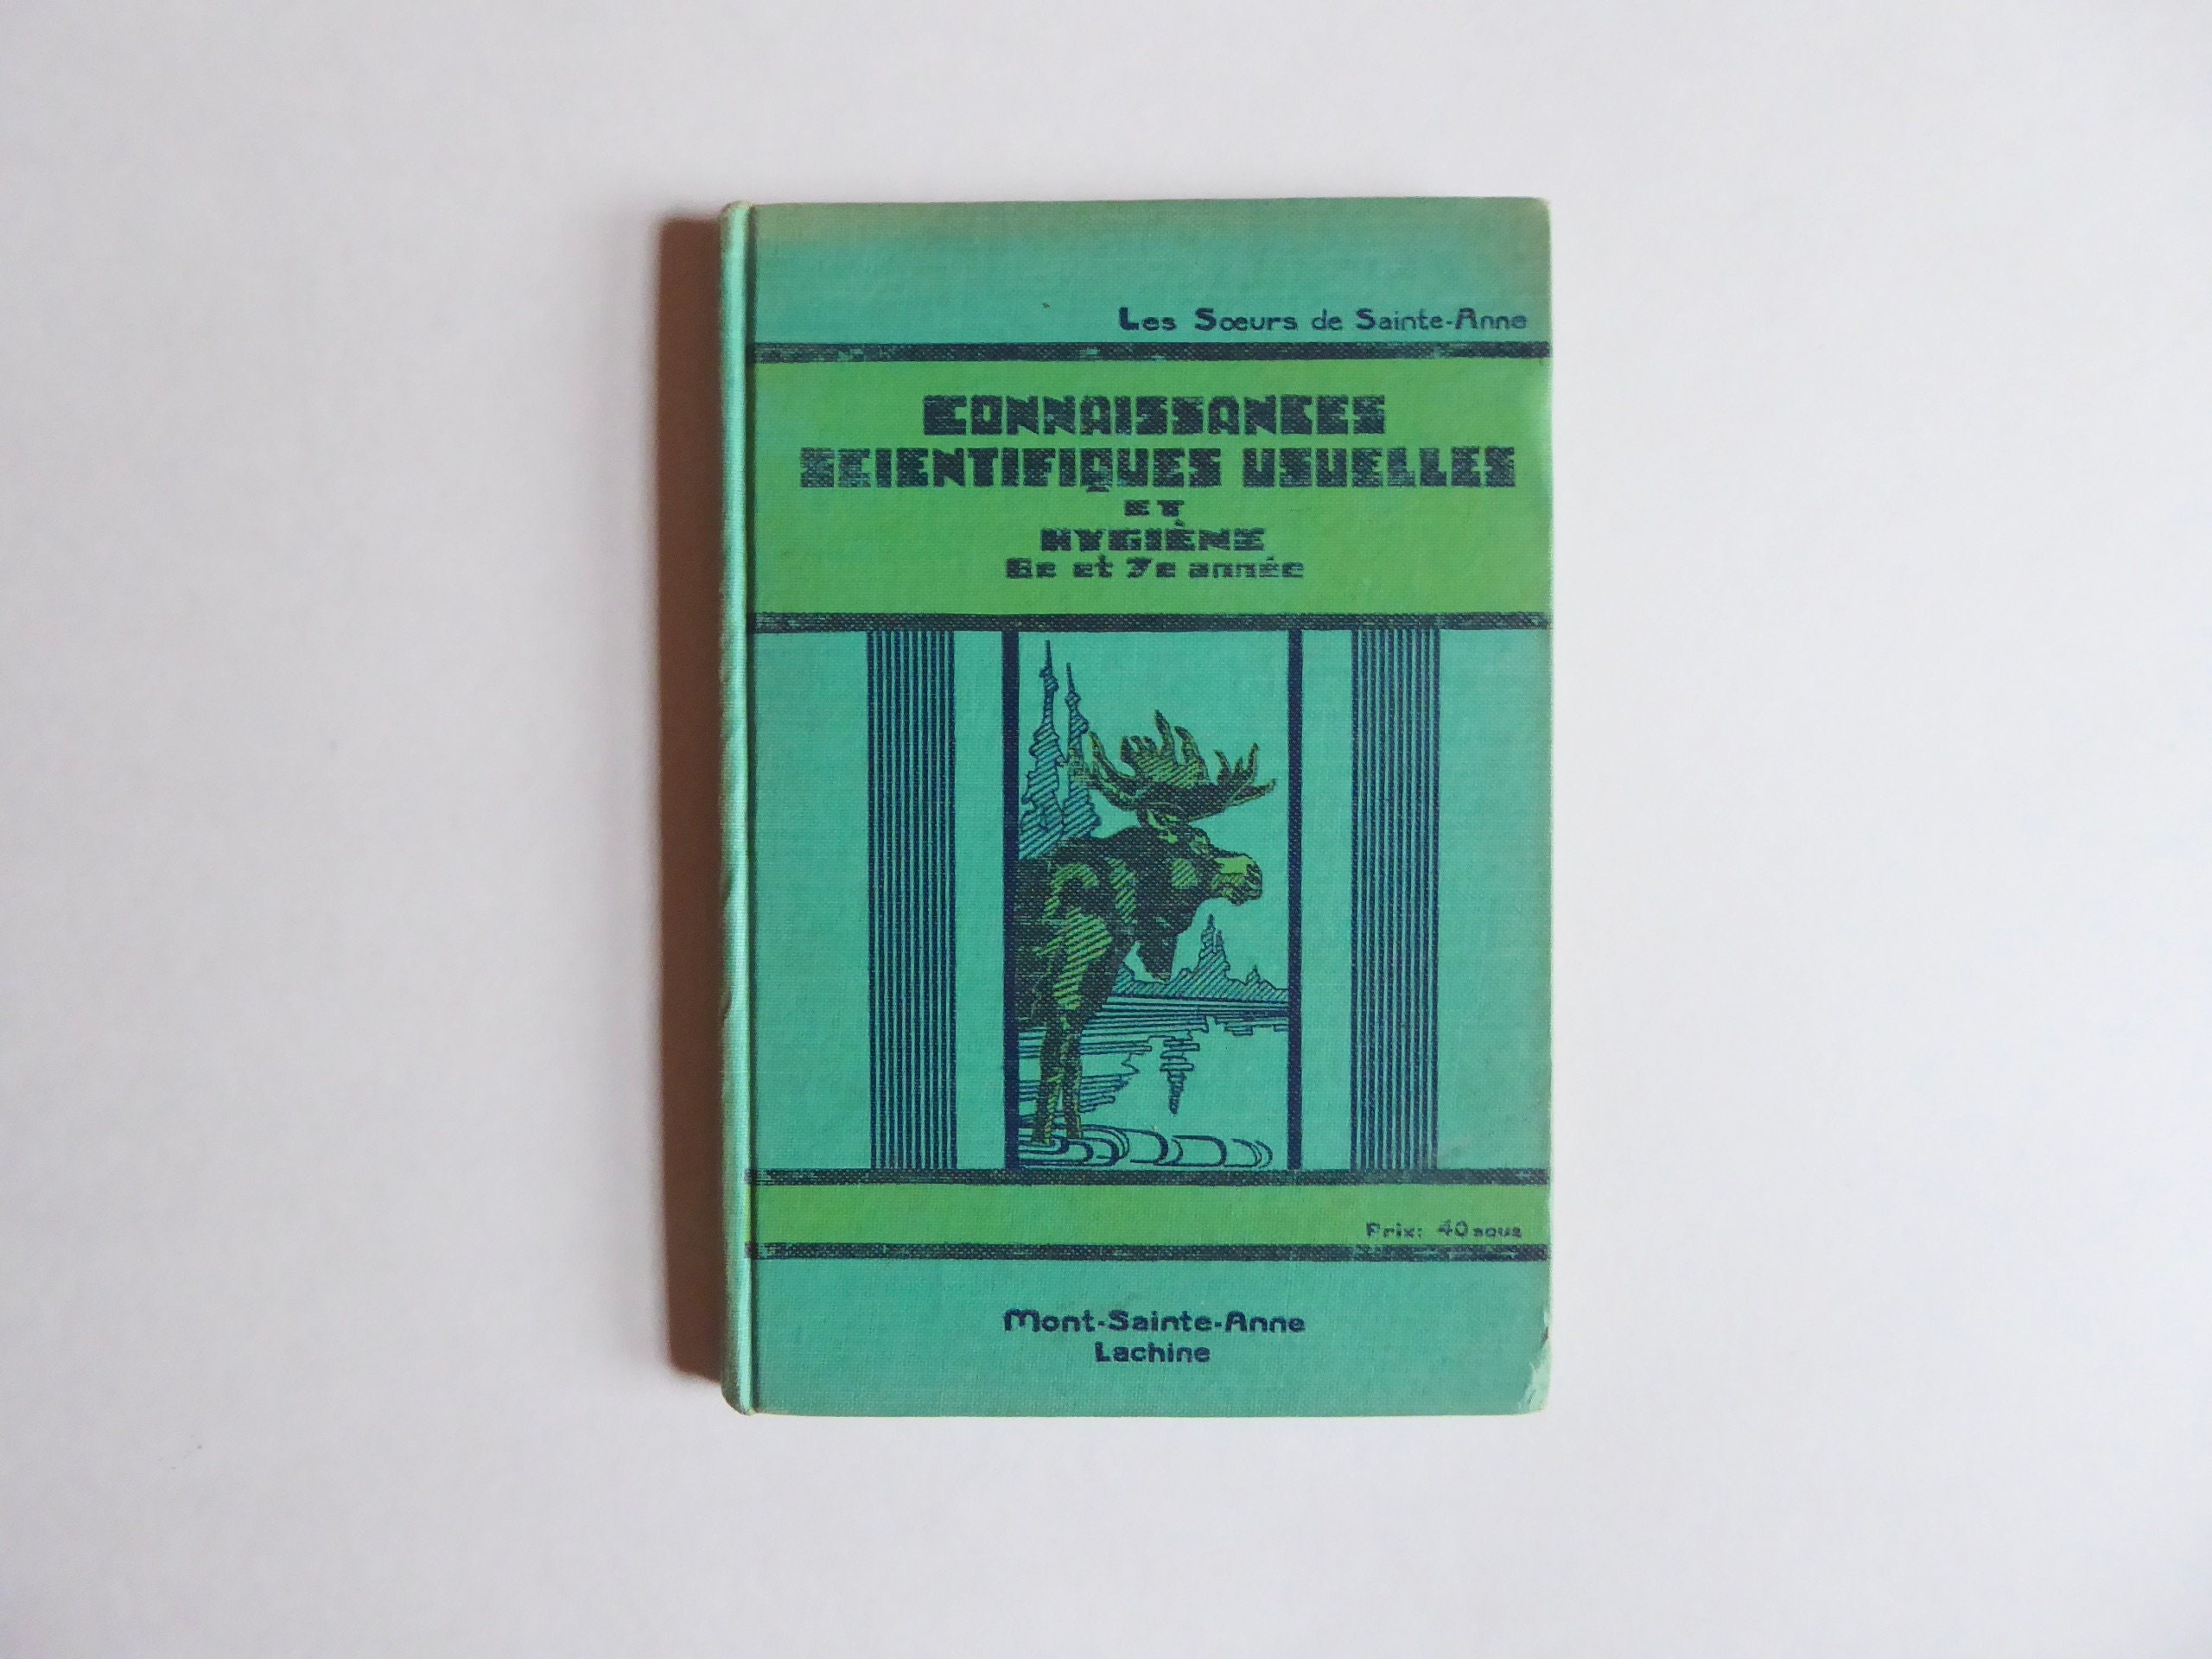 Les Sœurs de Sainte-Anne
CONNAISSANCES
SCIENTIFIQUES USUELLES
ET
HYGIÈNE
6e et 7e année
Prix: 40 sous
Mont-Sainte-Anne
Lachine